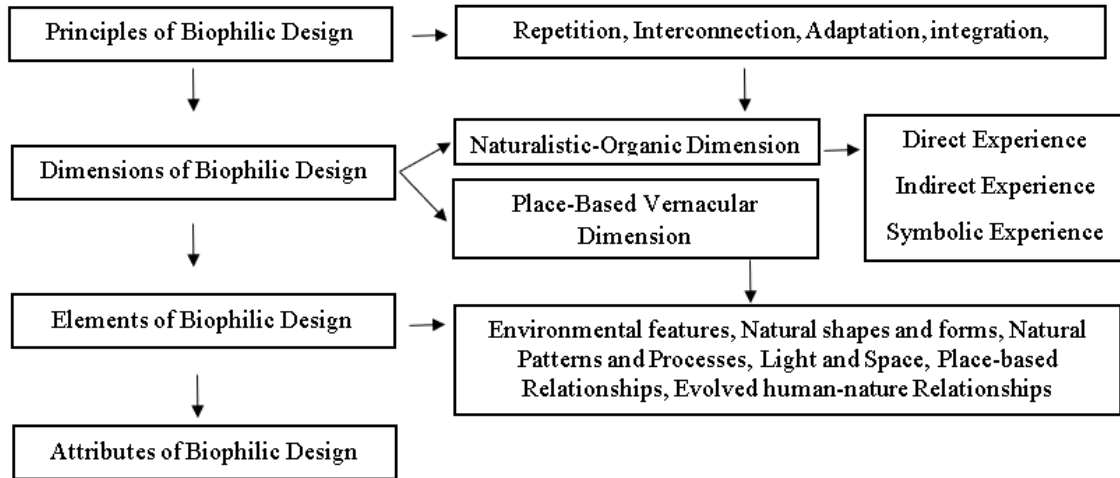 Principles of Biophilic Design
Repetition, Interconnection, Adaptation, integration,
Dimensions of Biophilic Design
Naturalistic-Organic Dimension
Place-Based Vernacular
Dimension
Direct Experience
Indirect Experience
Symbolic Experience
Elements of Biophilic Design
Environmental features, Natural shapes and forms, Natural
Patterns and Processes, Light and Space, Place-based
Relationships, Evolved human-nature Relationships
Attributes of Biophilic Design